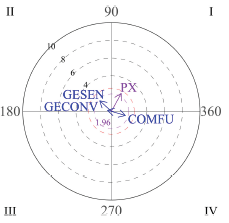 II 90 I
10
8
6
4
GESEN PX
GECONV
180 360
1.96 COMFU
III 270 IV